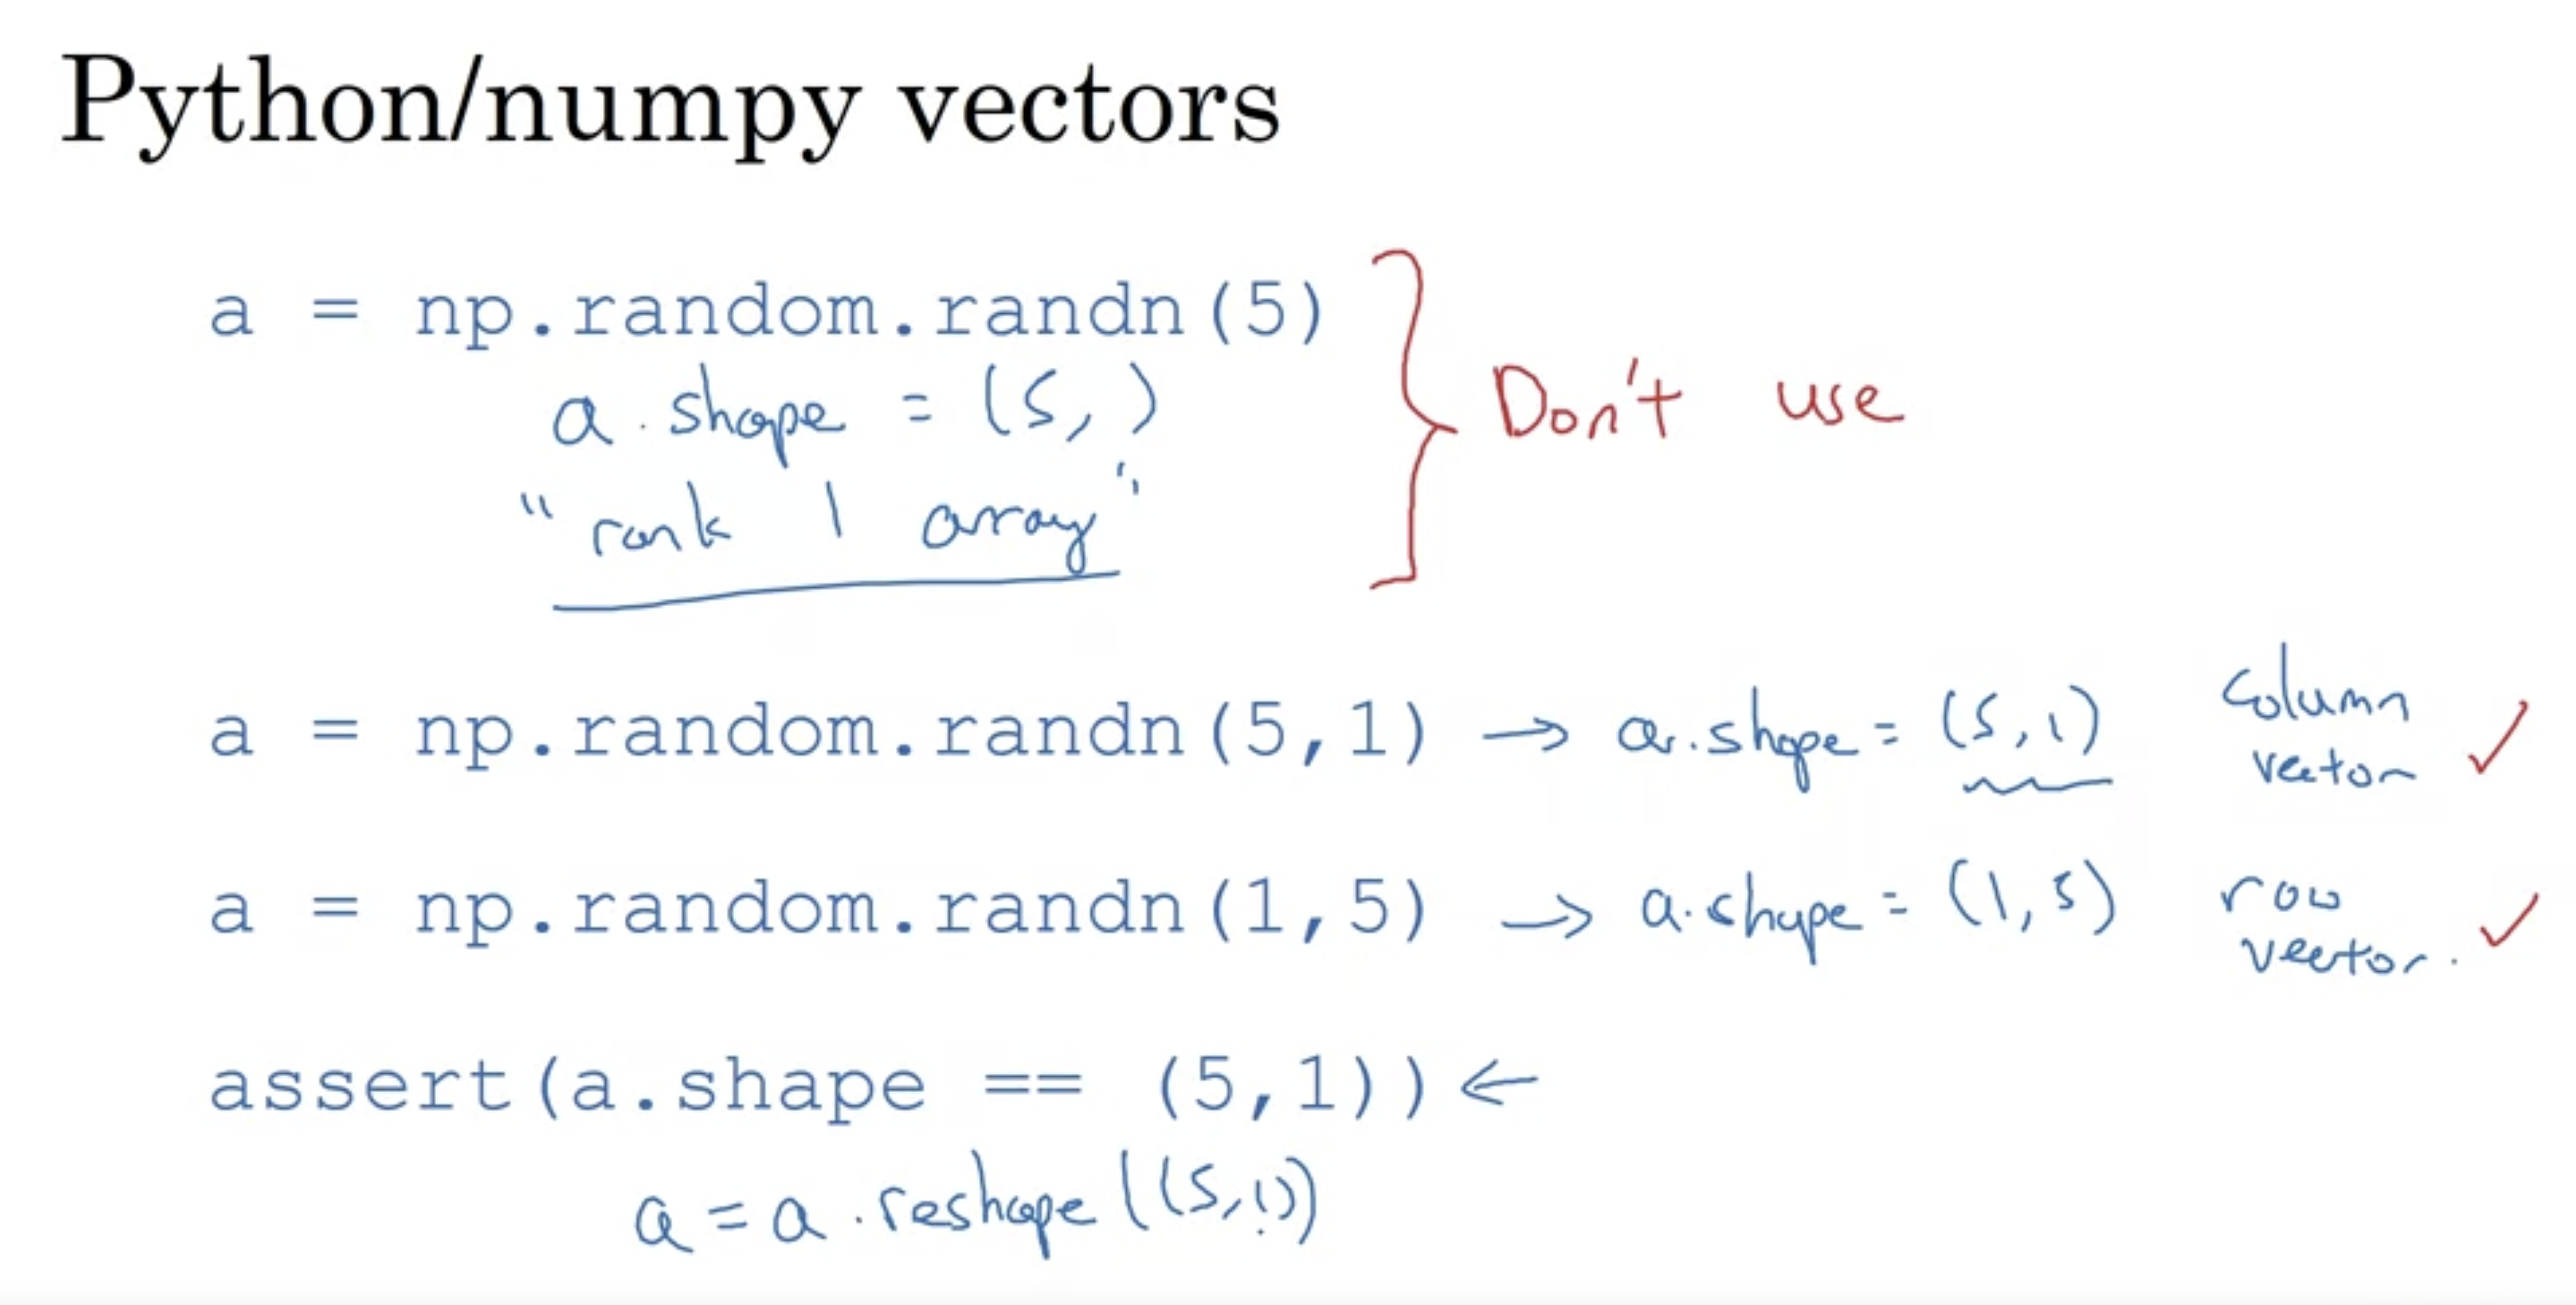 Python/numpy vectors
a = np.random.randn(5)
a.shape = (5, )
"rank 1 array"
Don't use
a = np.random.randn(5,1) → a.shape = (5,1) column vector ✓
a = np.random.randn(1,5) → a.shape = (1,5) row vector. ✓
assert(a.shape == (5,1)) ←
a = a.reshape((5,1))